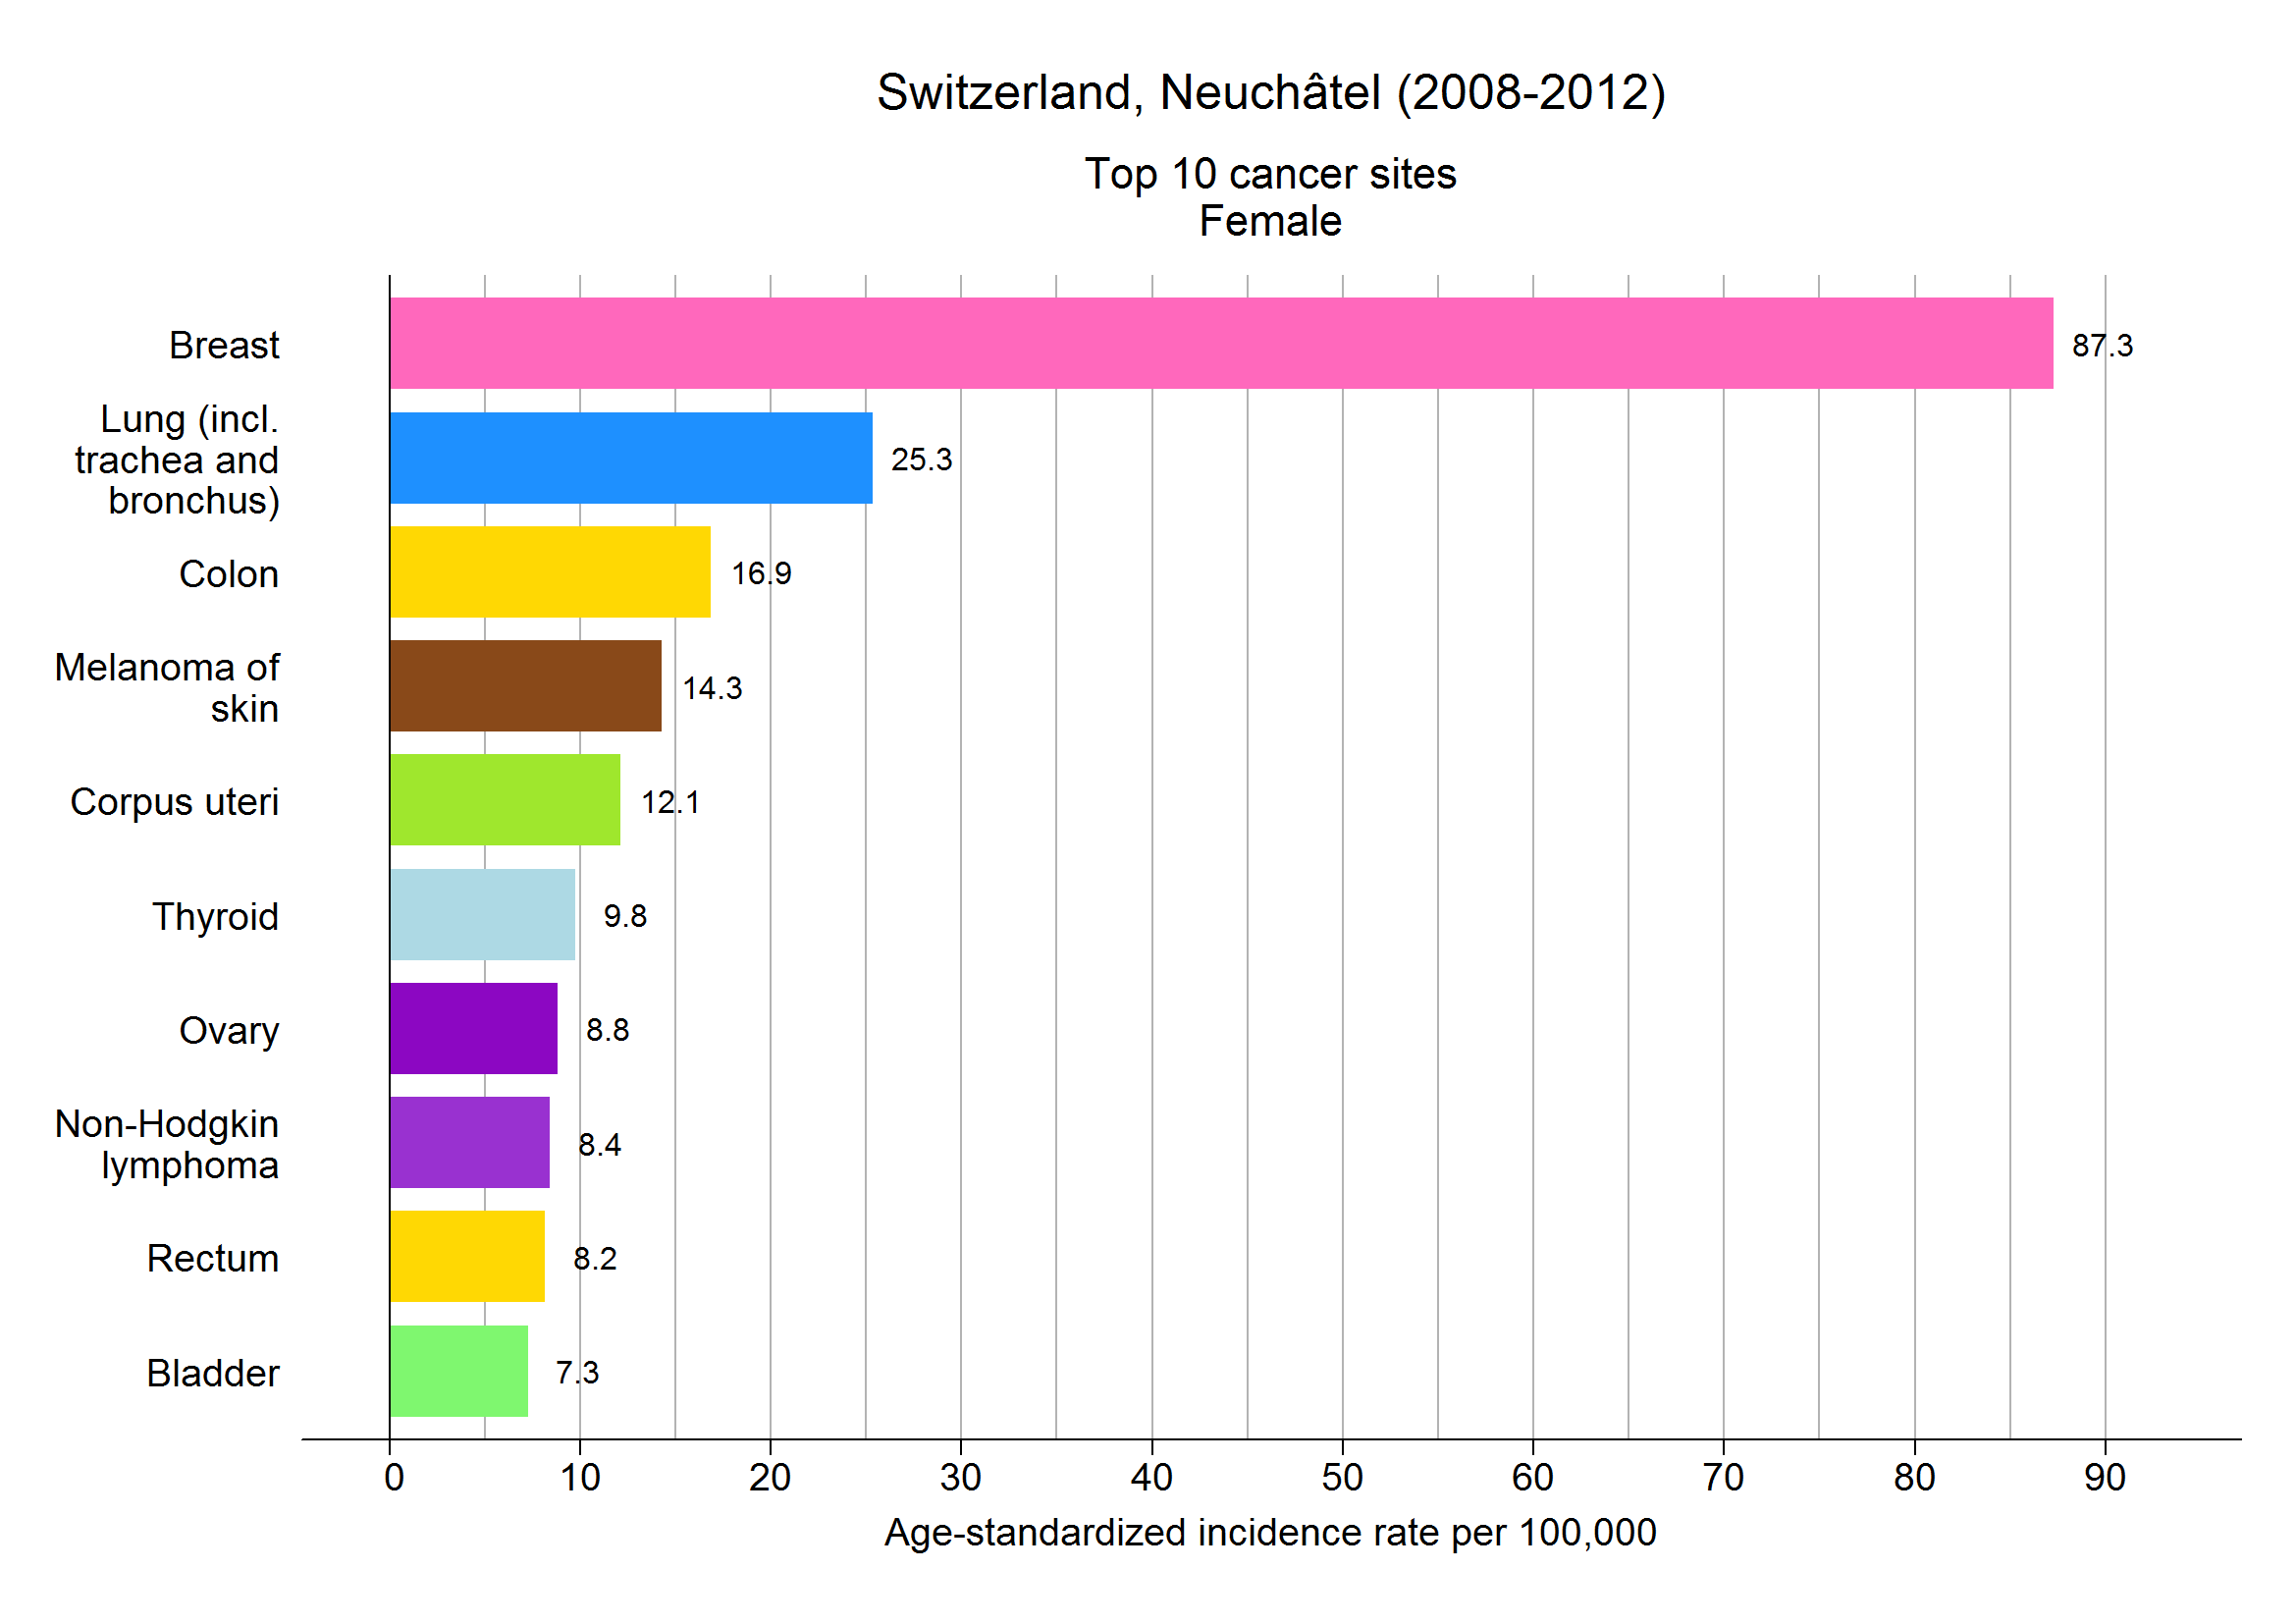 Switzerland, Neuchâtel (2008-2012)
Top 10 cancer sites
Female
Breast
87.3
Lung (incl.
trachea and
bronchus)
25.3
Colon
16.9
Melanoma of
skin
14.3
Corpus uteri
12.1
Thyroid
9.8
Ovary
8.8
Non-Hodgkin
lymphoma
8.4
Rectum
8.2
Bladder
7.3
0 10 20 30 40 50 60 70 80 90
Age-standardized incidence rate per 100,000